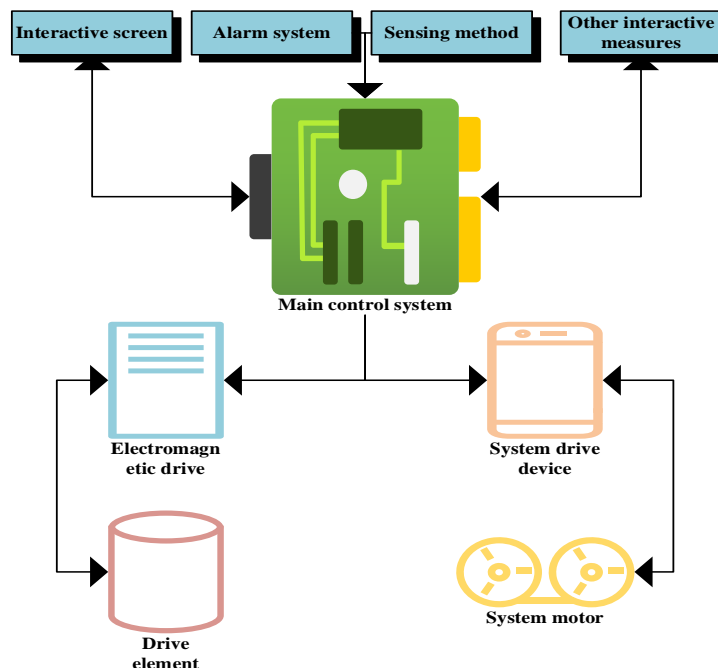 Interactive screen
Alarm system
Sensing method
Other interactive
measures
Main control system
Electromagn
etic drive
System drive
device
Drive
element
System motor